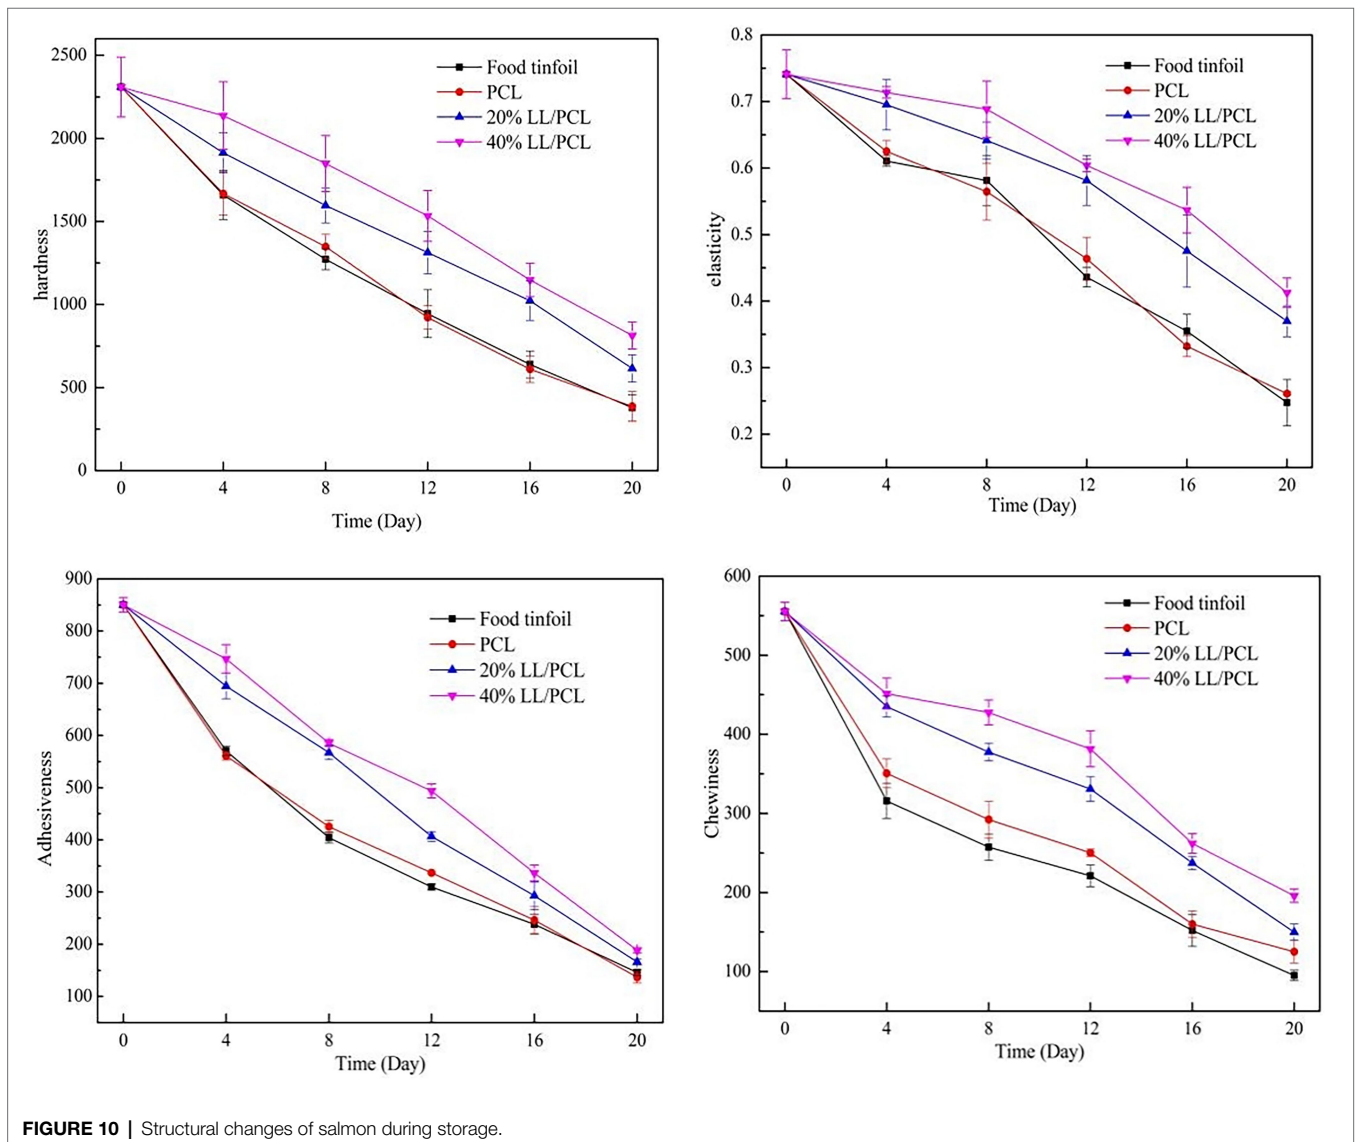 2500
2000
1500
1000
500
0
hardness
Food tinfoil
PCL
20% LL/PCL
40% LL/PCL
0 4 8 12 16 20
Time (Day)
0.8
0.7
0.6
0.5
0.4
0.3
0.2
elasticity
Food tinfoil
PCL
20% LL/PCL
40% LL/PCL
0 4 8 12 16 20
Time (Day)
900
800
700
600
500
400
300
200
100
Adhesiveness
Food tinfoil
PCL
20% LL/PCL
40% LL/PCL
0 4 8 12 16 20
Time (Day)
600
500
400
300
200
100
Chewiness
Food tinfoil
PCL
20% LL/PCL
40% LL/PCL
0 4 8 12 16 20
Time (Day)
FIGURE 10 | Structural changes of salmon during storage.